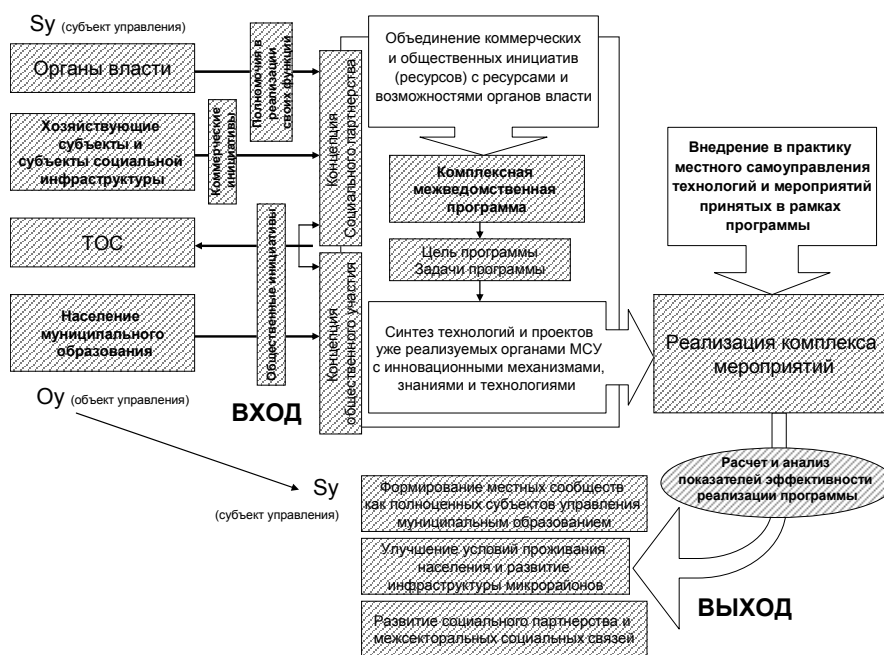 Sy (субъект управления)
Органы власти
Хозяйствующие
субъекты и
субъекты социальной
инфраструктуры
ТОС
Население
муниципального
образования
Oy (объект управления)
Полномочия в
реализации
своих функций
Коммерческие
инициативы
Общественные инициативы
ВХОД
Концепция
Социального партнерства
Концепция
общественного участия
Объединение коммерческих
и общественных инициатив
(ресурсов) с ресурсами и
возможностями органов власти
Комплексная
межведомственная
программа
Цель программы
Задачи программы
Синтез технологий и проектов
уже реализуемых органами МСУ
с инновационными механизмами,
знаниями и технологиями
Внедрение в практику
местного самоуправления
технологий и мероприятий
принятых в рамках
программы
Реализация комплекса
мероприятий
Расчет и анализ
показателей эффективности
реализации программы
Sy
(субъект управления)
Формирование местных сообществ
как полноценных субъектов управления
муниципальным образованием
Улучшение условий проживания
населения и развитие
инфраструктуры микрорайонов
Развитие социального партнерства и
межсекторальных социальных связей
ВЫХОД